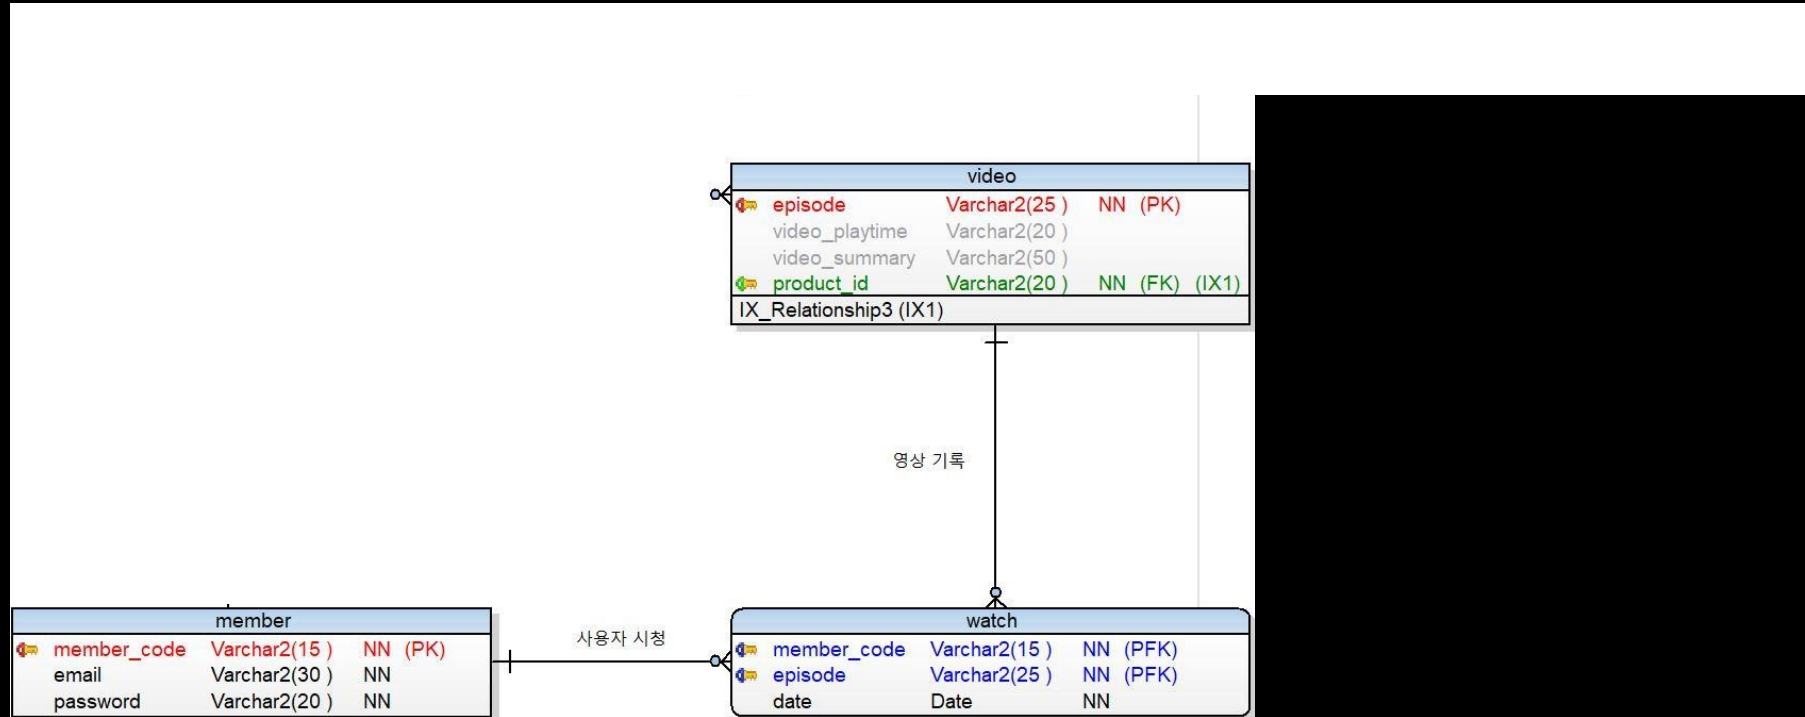 video
episode Varchar2(25 ) NN (PK)
video_playtime Varchar2(20 )
video_summary Varchar2(50 )
product_id Varchar2(20 ) NN (FK) (IX1)
IX_Relationship3 (IX1)
영상 기록
member
member_code Varchar2(15 ) NN (PK)
email Varchar2(30 ) NN
password Varchar2(20 ) NN
사용자 시청
watch
member_code Varchar2(15 ) NN (PFK)
episode Varchar2(25 ) NN (PFK)
date Date NN